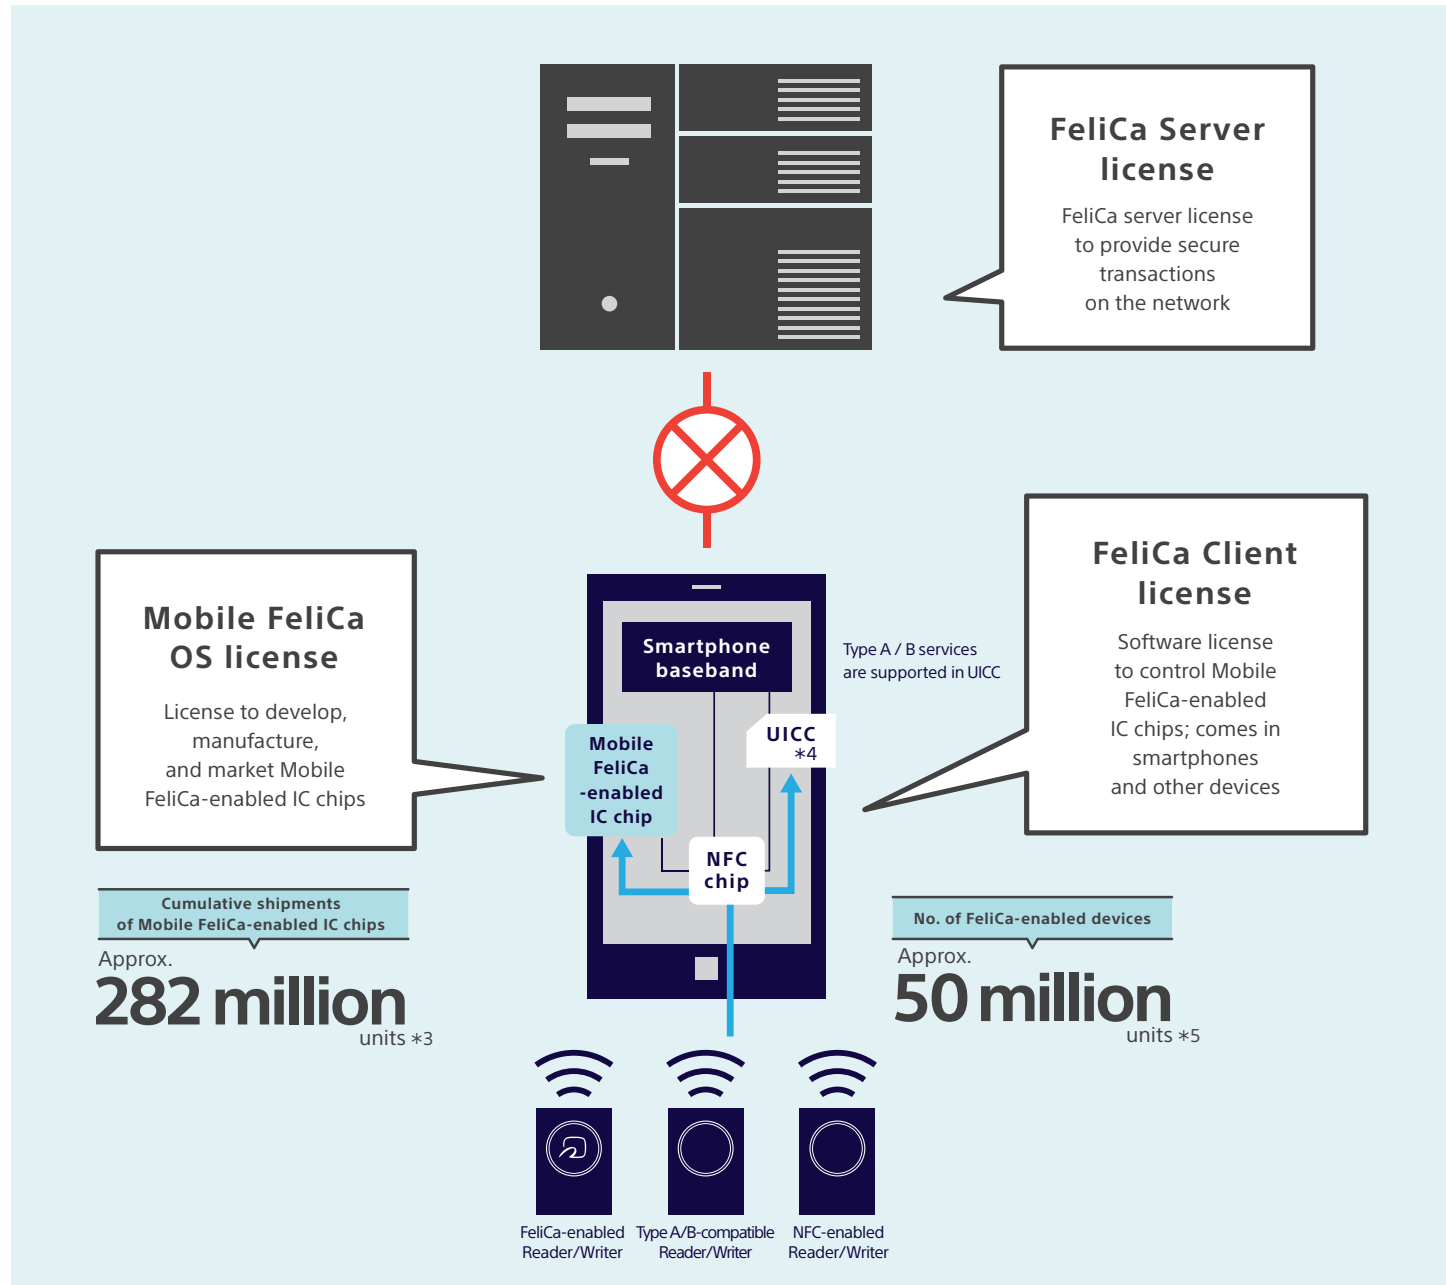 FeliCa Server
license
FeliCa server license
to provide secure
transactions
on the network
Mobile FeliCa
OS license
License to develop,
manufacture,
and market Mobile
FeliCa-enabled IC chips
Smartphone
baseband
Type A / B services
are supported in UICC
Mobile
FeliCa
-enabled
IC chip
UICC
*4
NFC
chip
FeliCa Client
license
Software license
to control Mobile
FeliCa-enabled
IC chips; comes in
smartphones
and other devices
Cumulative shipments
of Mobile FeliCa-enabled IC chips
Approx.
282 million
units *3
No. of FeliCa-enabled devices
Approx.
50 million
units *5
FeliCa-enabled
Reader/Writer
Type A/B-compatible
Reader/Writer
NFC-enabled
Reader/Writer